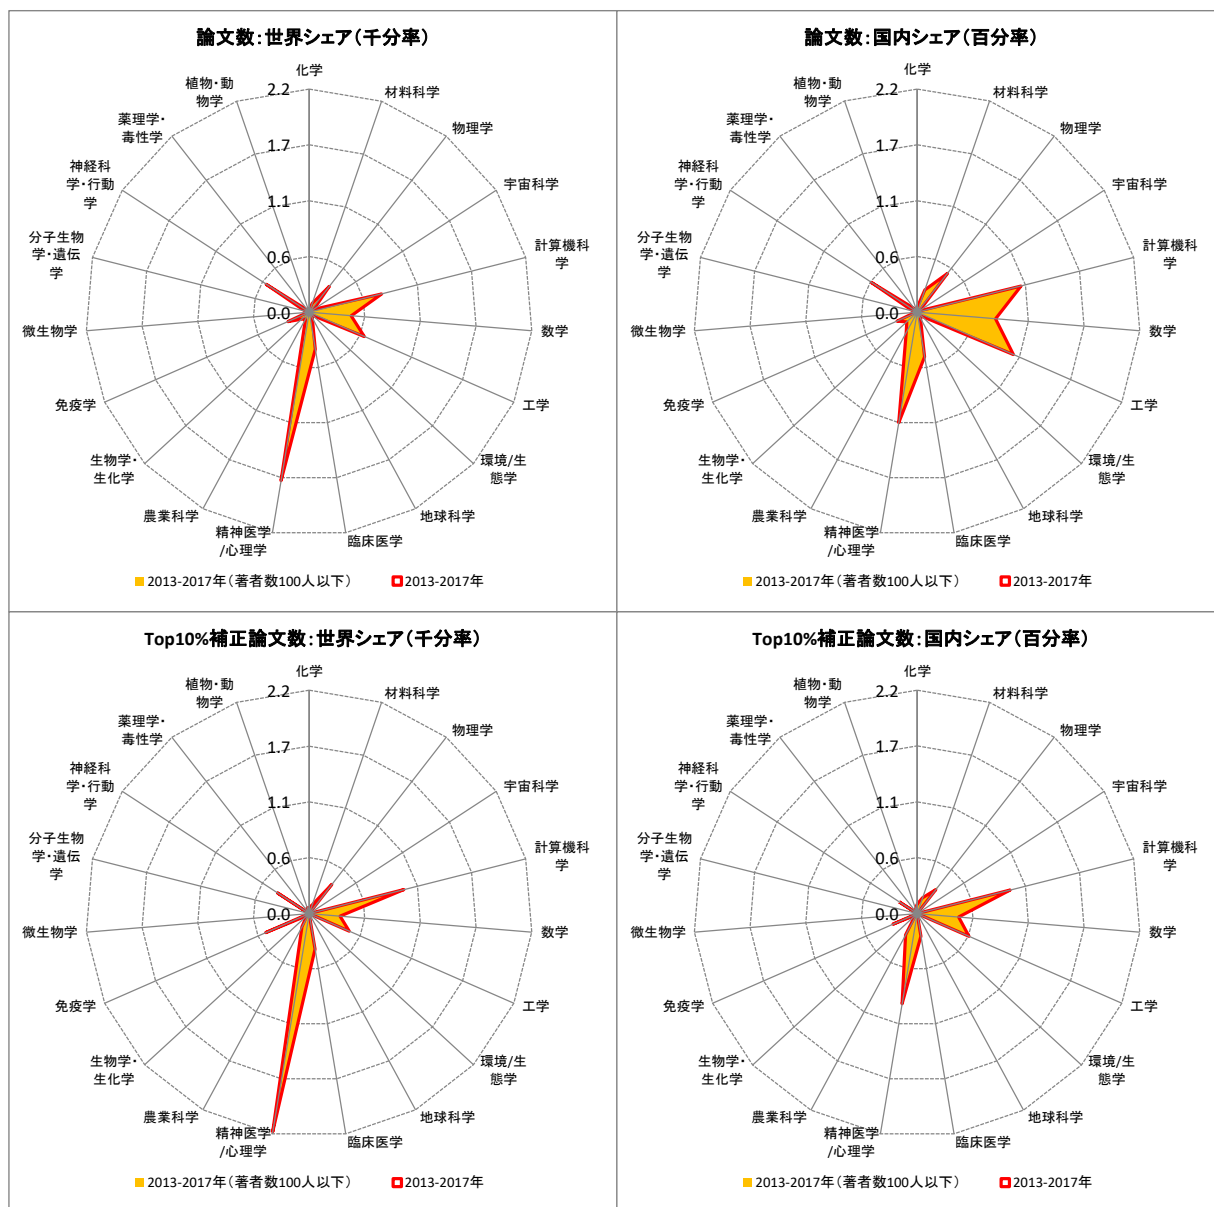 論文数:世界シェア(千分率)
化学
材料科学
物理学
宇宙科学
計算機科
学
数学
工学
環境/生
態学
地球科学
臨床医学
精神医学
/心理学
農業科学
生物学・
生化学
免疫学
微生物学
分子生物
学・遺伝
学
神経科
学・行動
学
薬理学・
毒性学
植物・動
物学
2.2
1.7
1.1
0.6
0.0
2013-2017年(著者数100人以下)
2013-2017年
論文数:国内シェア(百分率)
化学
材料科学
物理学
宇宙科学
計算機科
学
数学
工学
環境/生
態学
地球科学
臨床医学
精神医学
/心理学
農業科学
生物学・
生化学
免疫学
微生物学
分子生物
学・遺伝
学
神経科
学・行動
学
薬理学・
毒性学
植物・動
物学
2.2
1.7
1.1
0.6
0.0
2013-2017年(著者数100人以下)
2013-2017年
Top10%補正論文数:世界シェア(千分率)
化学
材料科学
物理学
宇宙科学
計算機科
学
数学
工学
環境/生
態学
地球科学
臨床医学
精神医学
/心理学
農業科学
生物学・
生化学
免疫学
微生物学
分子生物
学・遺伝
学
神経科
学・行動
学
薬理学・
毒性学
植物・動
物学
2.2
1.7
1.1
0.6
0.0
2013-2017年(著者数100人以下)
2013-2017年
Top10%補正論文数:国内シェア(百分率)
化学
材料科学
物理学
宇宙科学
計算機科
学
数学
工学
環境/生
態学
地球科学
臨床医学
精神医学
/心理学
農業科学
生物学・
生化学
免疫学
微生物学
分子生物
学・遺伝
学
神経科
学・行動
学
薬理学・
毒性学
植物・動
物学
2.2
1.7
1.1
0.6
0.0
2013-2017年(著者数100人以下)
2013-2017年